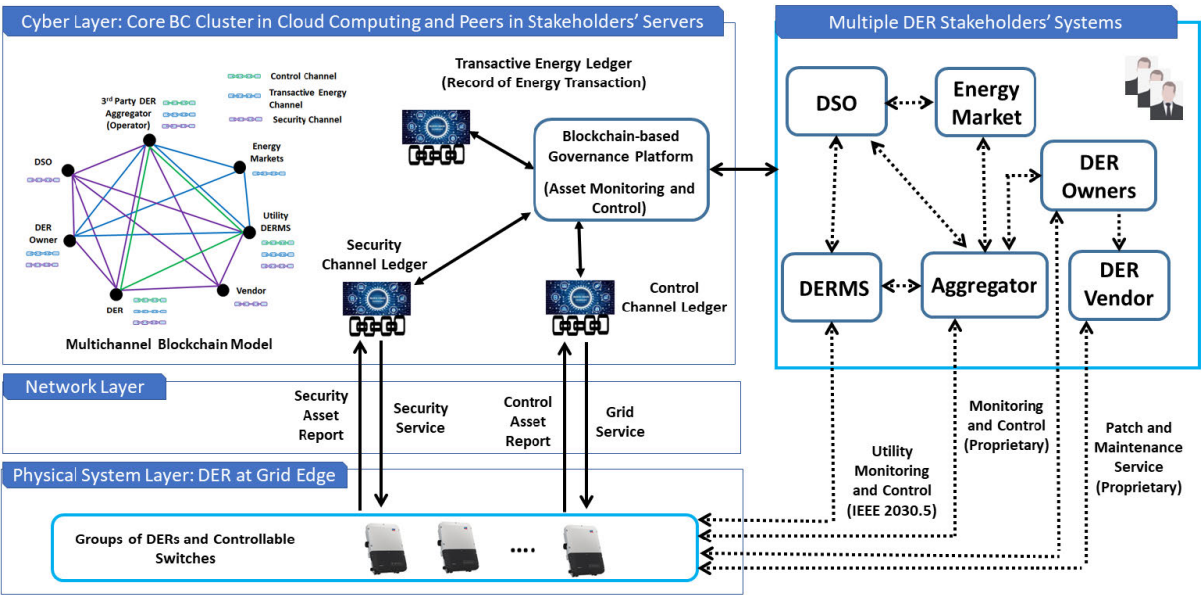 Cyber Layer: Core BC Cluster in Cloud Computing and Peers in Stakeholders' Servers
Multiple DER Stakeholders' Systems
Transactive Energy Ledger
(Record of Energy Transaction)
Control Channel
Transactive Energy
Channel
Security Channel
3rd Party DER
Aggregator
(Operator)
Energy
Markets
DSO
Utility
DERMS
DER
Owner
Vendor
DER
Multichannel Blockchain Model
Blockchain-based
Governance Platform
(Asset Monitoring and
Control)
Security
Channel Ledger
Control
Channel Ledger
DSO
Energy
Market
DER
Owners
DERMS
Aggregator
DER
Vendor
Network Layer
Security
Asset
Report
Security
Service
Control
Asset
Report
Grid
Service
Monitoring
and Control
(Proprietary)
Utility
Monitoring
and Control
(IEEE 2030.5)
Patch and
Maintenance
Service
(Proprietary)
Physical System Layer: DER at Grid Edge
Groups of DERs and Controllable
Switches
....